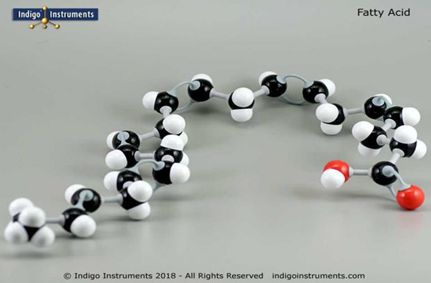 Indigo Instruments
Fatty Acid
© Indigo Instruments 2018 - All Rights Reserved indigoinstruments.com